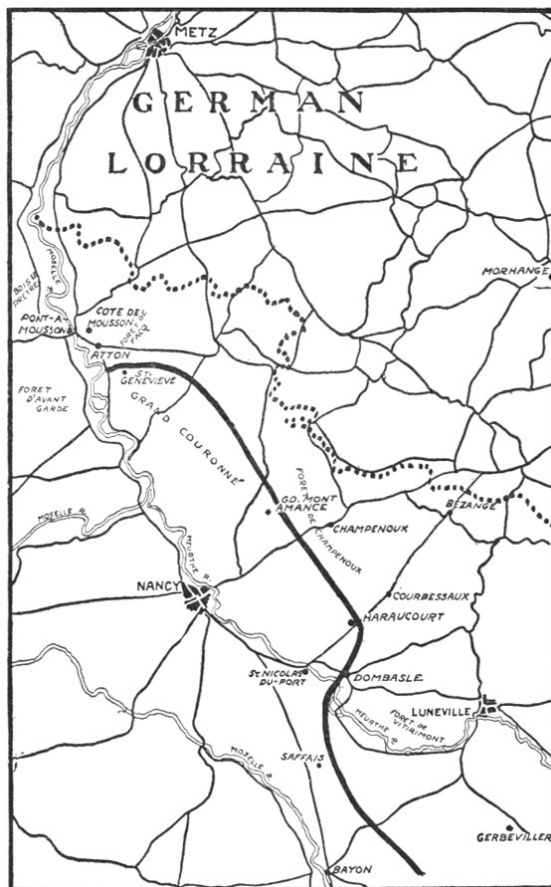 METZ
GERMAN
LORRAINE
MORHANGE
MOSELLE R.
BOIS LE
PRETRE
PONT-A-
MOUSSON
COTE DE
MOUSSON
FORET DE
FACQ
ATTON
ST.
GENEVIEVE
FORET
D'AVANT
GARDE
GRAND COURONNÉ
FORET DE CHAMPENOUX
BEZANGE
GD. MONT
AMANCE
CHAMPENOUX
MOSELLE R.
MEURTHE R.
NANCY
COURBESSAUX
HARAUCOURT
ST NICOLAS
DU-PORT
DOMBASLE
LUNEVILLE
FORET DE
VITIRIMONT
MEURTHE R.
MOSELLE R.
SAFFAIS
GERBEVILLER
BAYON